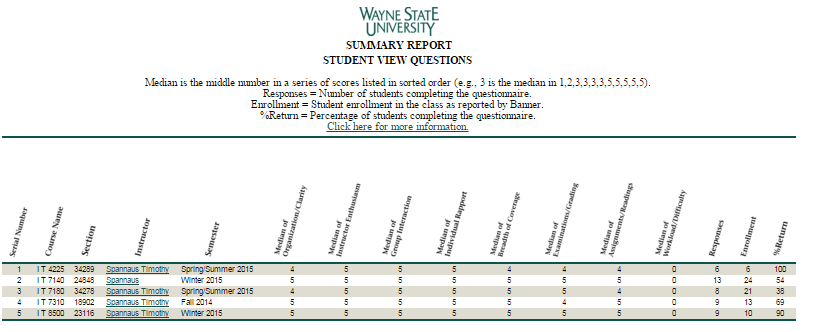 WAYNE STATE
UNIVERSITY
SUMMARY REPORT
STUDENT VIEW QUESTIONS
Median is the middle number in a series of scores listed in sorted order (e.g., 3 is the median in 1,2,3,3,3,3,5,5,5,5,5).
Responses = Number of students completing the questionnaire.
Enrollment = Student enrollment in the class as reported by Banner.
%Return = Percentage of students completing the questionnaire.
Click here for more information.
Serial Number
Course Name
Section
Instructor
Semester
Median of
Organization/Clarity
Median of
Instructor Enthusiasm
Median of
Group Interaction
Median of
Individual Rapport
Median of
Breadth of Coverage
Median of
Examinations/Grading
Median of
Assignments/Readings
Median of
Workload/Difficulty
Responses
Enrollment
%Return
1 I T 4225 34289 Spannaus Timothy Spring/Summer 2015 4 5 5 5 4 4 4 0 6 6 100
2 I T 7140 24848 Spannaus Winter 2015 5 5 5 5 5 5 5 0 13 24 54
3 I T 7180 34278 Spannaus Timothy Spring/Summer 2015 4 5 5 5 5 5 4 0 8 21 38
4 I T 7310 18902 Spannaus Timothy Fall 2014 5 5 5 5 5 4 5 0 9 13 69
5 I T 8500 23116 Spannaus Timothy Winter 2015 5 5 5 5 5 5 5 0 9 10 90